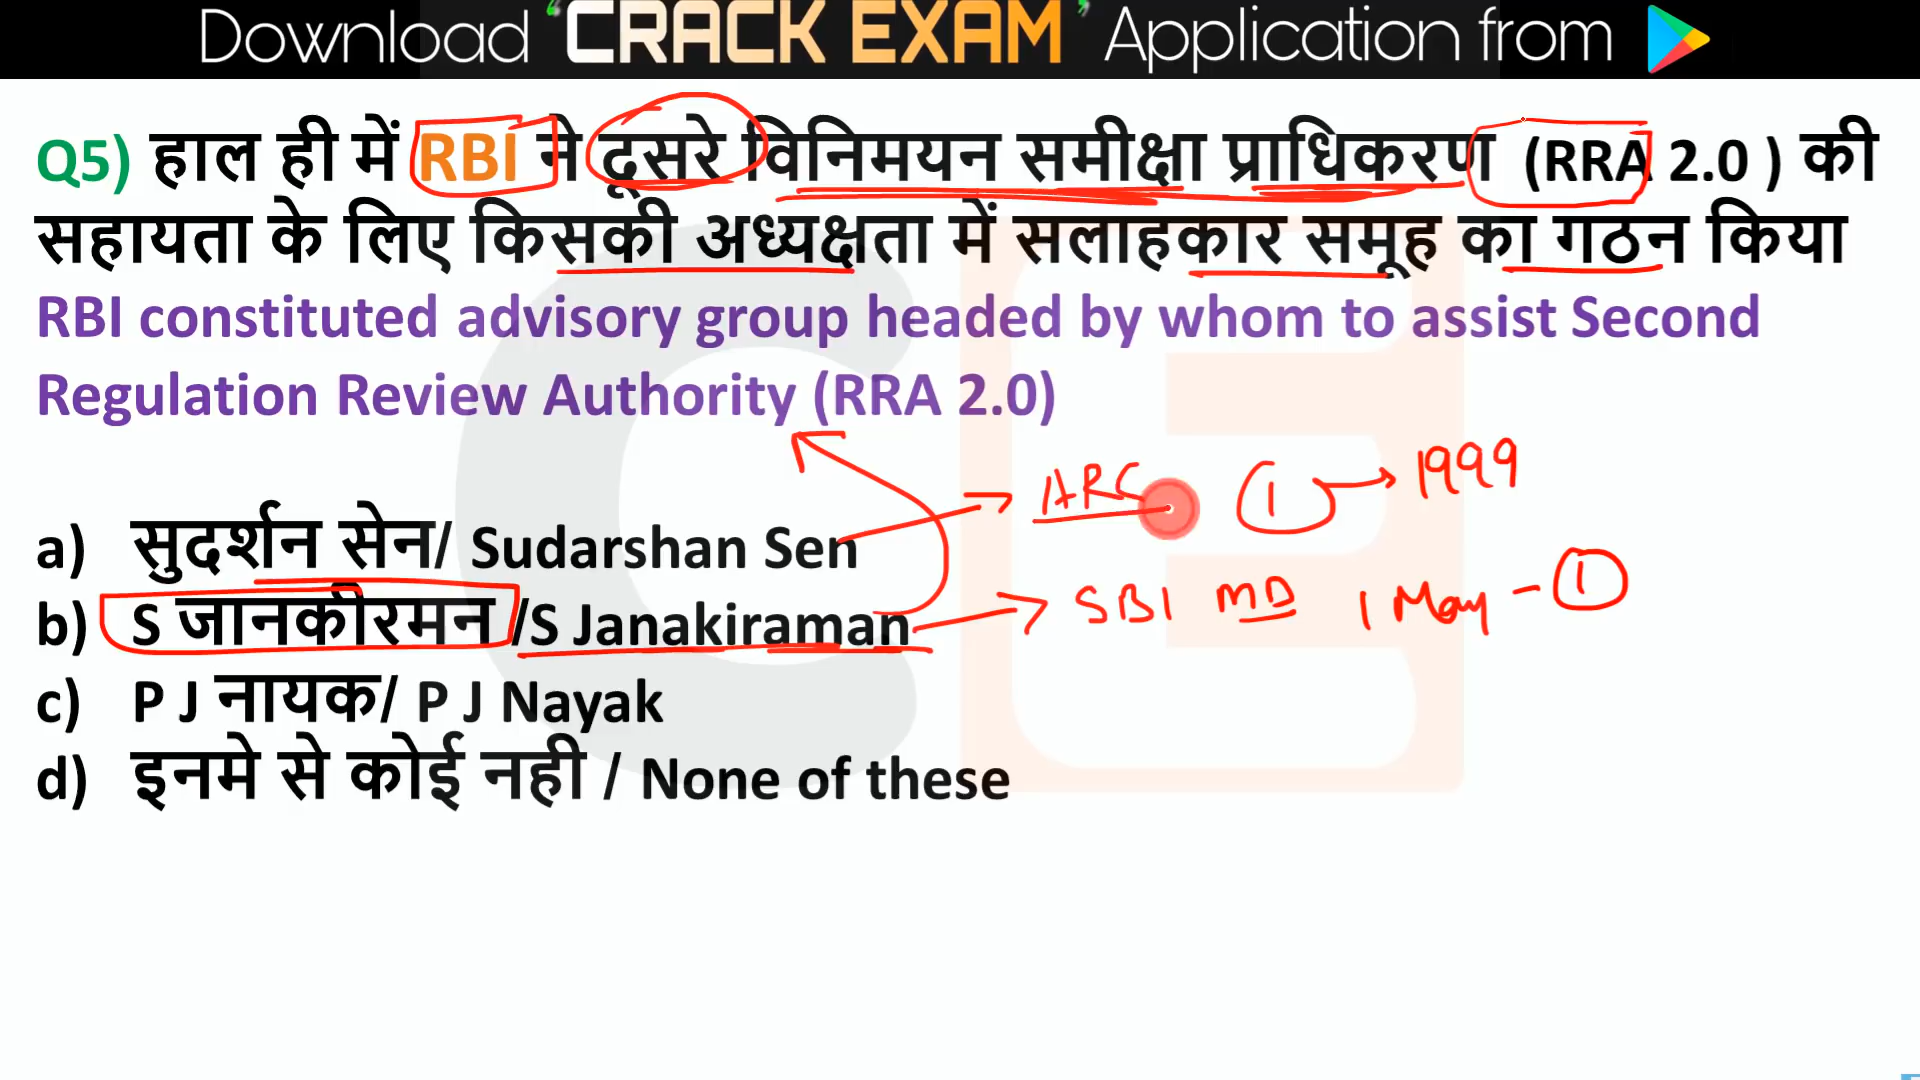 Download ‘CRACK EXAM’ Application from
Q5) हाल ही में RBI ने दूसरे विनिमयन समीक्षा प्राधिकरण (RRA 2.0 ) की
सहायता के लिए किसकी अध्यक्षता में सलाहकार समूह का गठन किया
RBI constituted advisory group headed by whom to assist Second
Regulation Review Authority (RRA 2.0)
ARC 1 1999
a) सुदर्शन सेन/ Sudarshan Sen
b) S जानकीरमन /S Janakiraman SBI MD 1 May - 1
c) P J नायक/ P J Nayak
d) इनमे से कोई नही / None of these